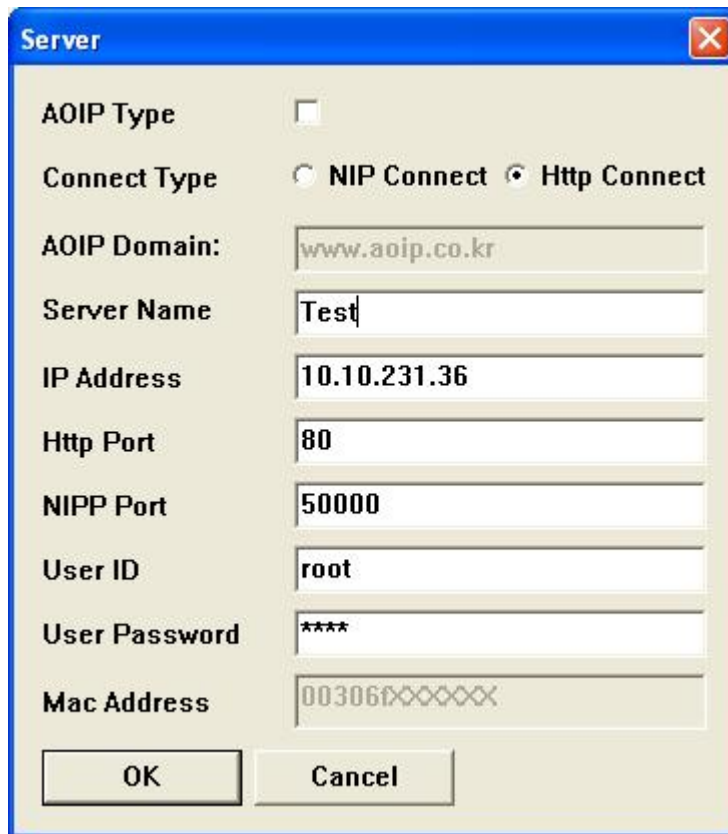 Server
AOIP Type
Connect Type NIP Connect Http Connect
AOIP Domain: www.aoip.co.kr
Server Name Test
IP Address 10.10.231.36
Http Port 80
NIPP Port 50000
User ID root
User Password ****
Mac Address 00306fXXXXXX
OK Cancel